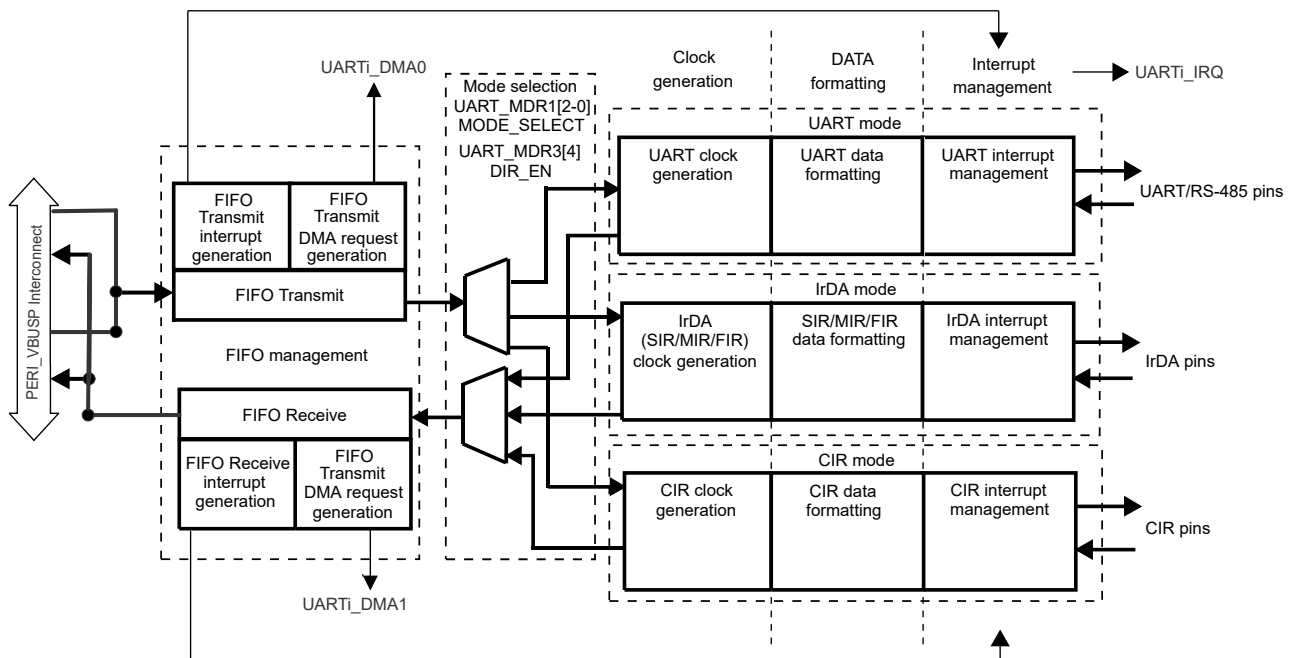 Clock
generation
DATA
formatting
Interrupt
management
UARTi_IRQ
UARTi_DMA0
Mode selection
UART_MDR1[2-0]
MODE_SELECT
UART_MDR3[4]
DIR_EN
UART mode
UART clock
generation
UART data
formatting
UART interrupt
management
UART/RS-485 pins
PERI_VBUSP Interconnect
FIFO
Transmit
interrupt
generation
FIFO
Transmit
DMA request
generation
FIFO Transmit
FIFO management
IrDA mode
IrDA
(SIR/MIR/FIR)
clock generation
SIR/MIR/FIR
data formatting
IrDA interrupt
management
IrDA pins
FIFO Receive
FIFO Receive
interrupt
generation
FIFO
Transmit
DMA request
generation
CIR mode
CIR clock
generation
CIR data
formatting
CIR interrupt
management
CIR pins
UARTi_DMA1